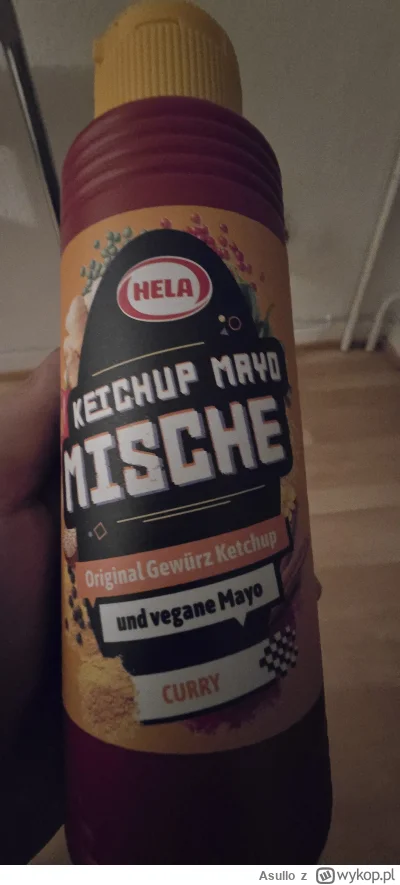 HELA
KETCHUP MAYO
MISCHE
Original Gewürz Ketchup
und vegane Mayo
CURRY
Asullo z wykop.pl